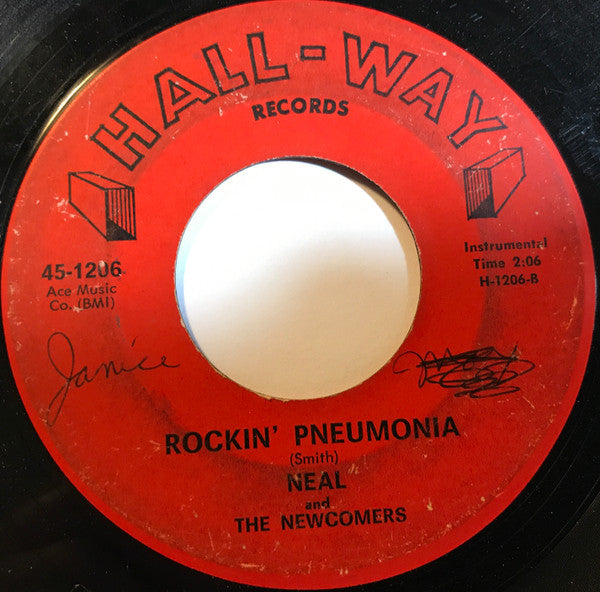 HALL-WAY
RECORDS
45-1206
Ace Music
Co. (BMI)
Instrumental
Time 2:06
H-1206-B
Janice
ROCKIN' PNEUMONIA
(Smith)
NEAL
and
THE NEWCOMERS